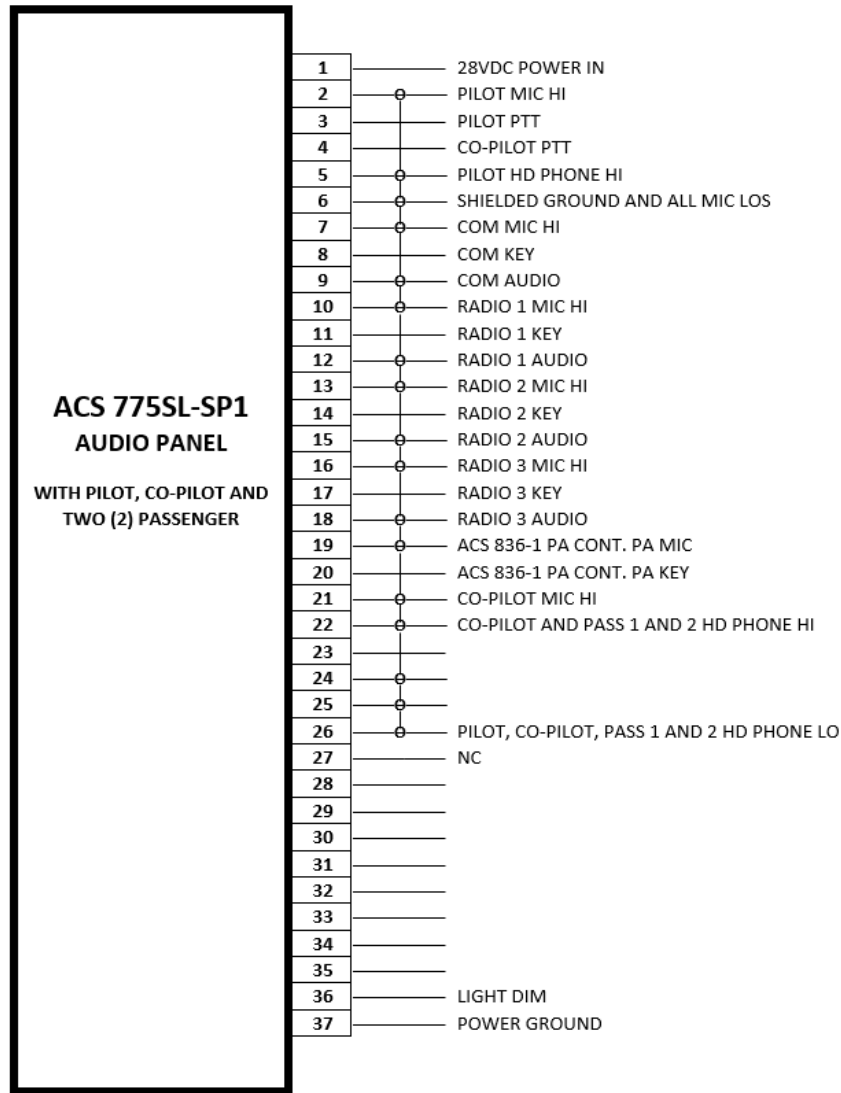 ACS 775SL-SP1
AUDIO PANEL
WITH PILOT, CO-PILOT AND
TWO (2) PASSENGER
1 28VDC POWER IN
2 PILOT MIC HI
3 PILOT PTT
4 CO-PILOT PTT
5 PILOT HD PHONE HI
6 SHIELDED GROUND AND ALL MIC LOS
7 COM MIC HI
8 COM KEY
9 COM AUDIO
10 RADIO 1 MIC HI
11 RADIO 1 KEY
12 RADIO 1 AUDIO
13 RADIO 2 MIC HI
14 RADIO 2 KEY
15 RADIO 2 AUDIO
16 RADIO 3 MIC HI
17 RADIO 3 KEY
18 RADIO 3 AUDIO
19 ACS 836-1 PA CONT. PA MIC
20 ACS 836-1 PA CONT. PA KEY
21 CO-PILOT MIC HI
22 CO-PILOT AND PASS 1 AND 2 HD PHONE HI
23
24
25
26 PILOT, CO-PILOT, PASS 1 AND 2 HD PHONE LO
27 NC
28
29
30
31
32
33
34
35
36 LIGHT DIM
37 POWER GROUND